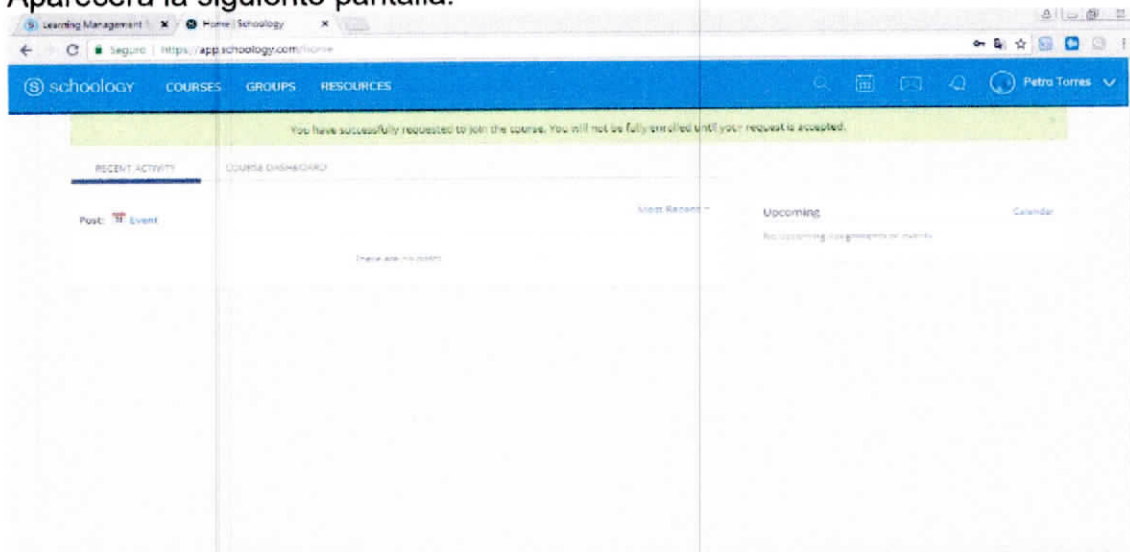 Aparecerá la siguiente pantalla:
Learning Management Home | Schoology
Seguro https://app.schoology.com/home
schoology COURSES GROUPS RESOURCES Petra Torres
You have successfully requested to join the course. You will not be fully enrolled until your request is accepted.
RECENT ACTIVITY COURSE DASHBOARD
Post: Event Most Recent Upcoming Calendar
No upcoming assignments or events
There are no posts